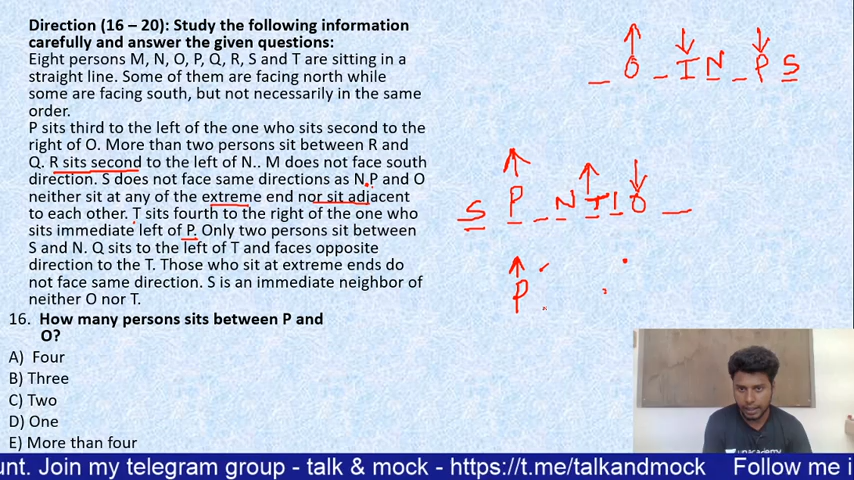 Direction (16 – 20): Study the following information
carefully and answer the given questions:
Eight persons M, N, O, P, Q, R, S and T are sitting in a
straight line. Some of them are facing north while
some are facing south, but not necessarily in the same
order.
P sits third to the left of the one who sits second to the
right of O. More than two persons sit between R and
Q. R sits second to the left of N.. M does not face south
direction. S does not face same directions as N.P and O
neither sit at any of the extreme end nor sit adjacent
to each other. T sits fourth to the right of the one who
sits immediate left of P. Only two persons sit between
S and N. Q sits to the left of T and faces opposite
direction to the T. Those who sit at extreme ends do
not face same direction. S is an immediate neighbor of
neither O nor T.
16. How many persons sits between P and
O?
A) Four
B) Three
C) Two
D) One
E) More than four
O _ T N _ P S
S P _ N T O _
P
unt. Join my telegram group - talk & mock - https://t.me/talkandmock Follow me i